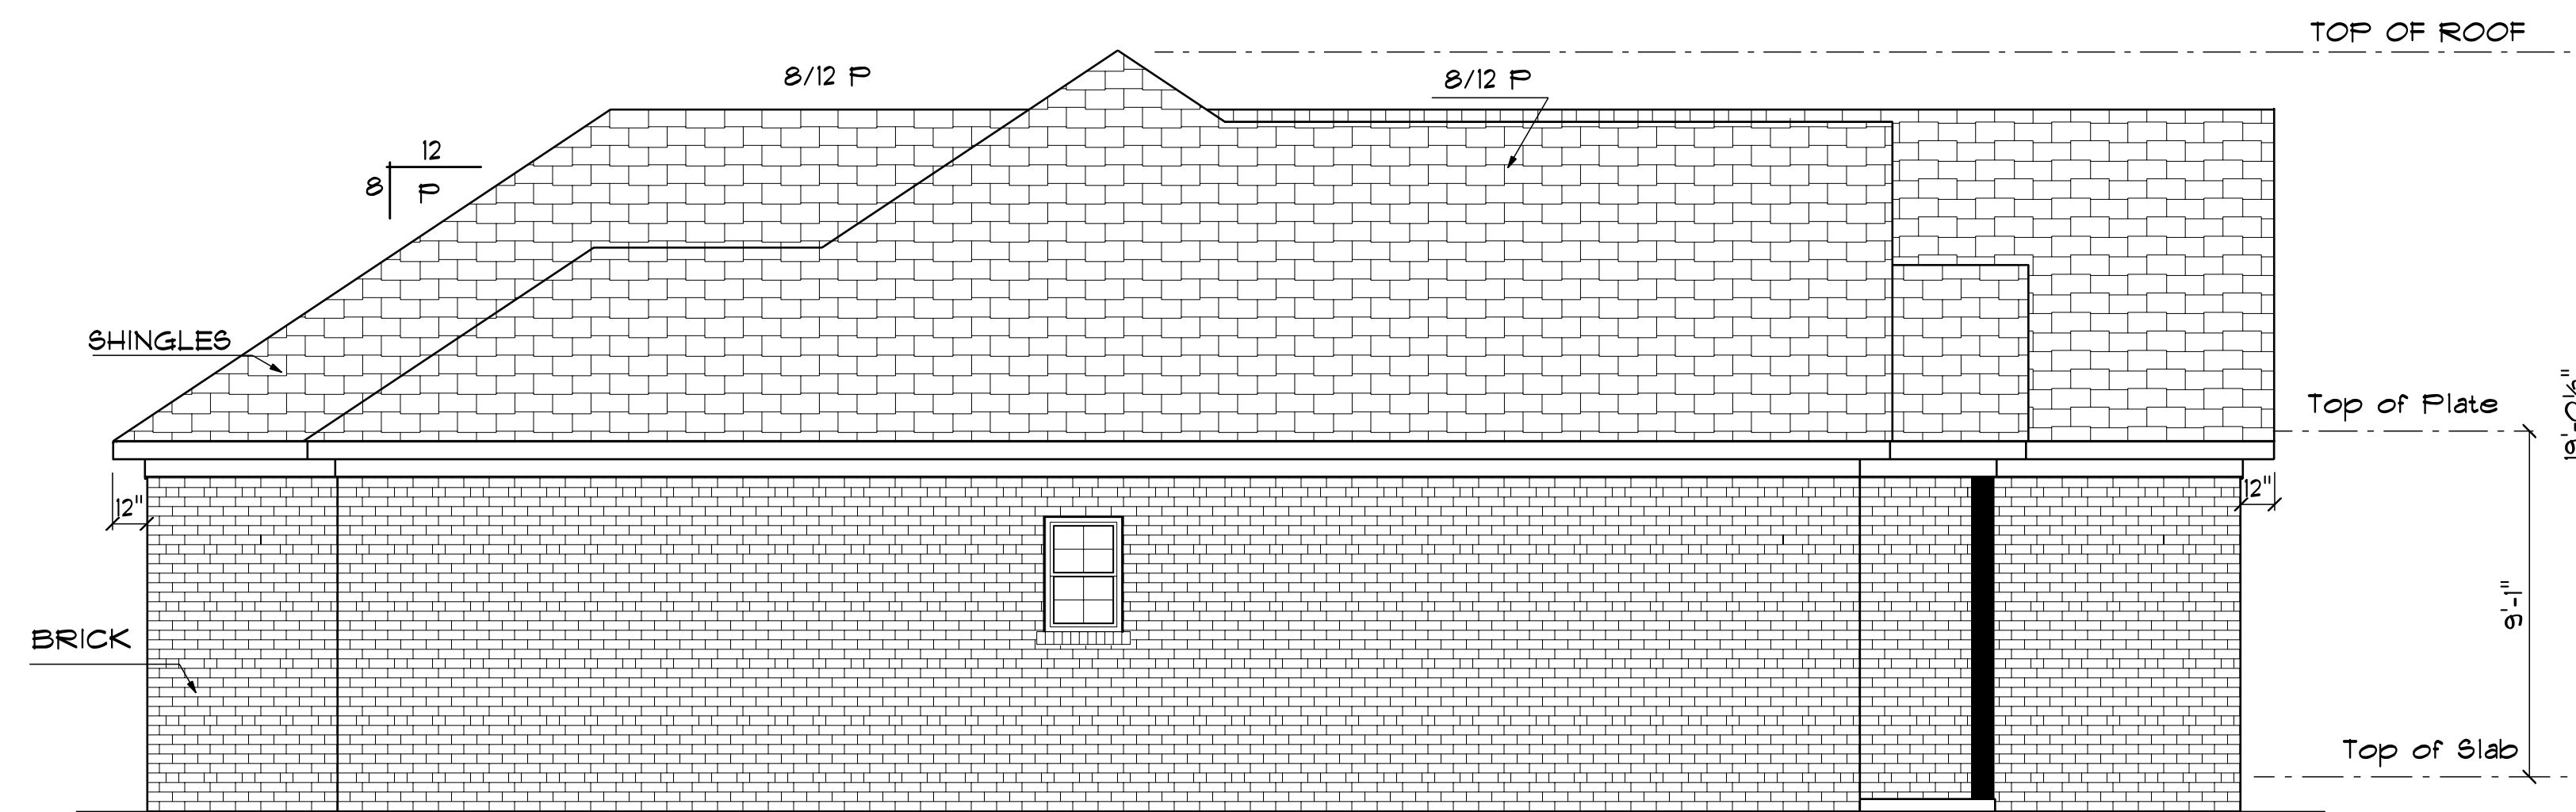 TOP OF ROOF
8/12 P
8/12 P
12
8
P
SHINGLES
Top of Plate
12"
12"
9'-1"
BRICK
Top of Slab